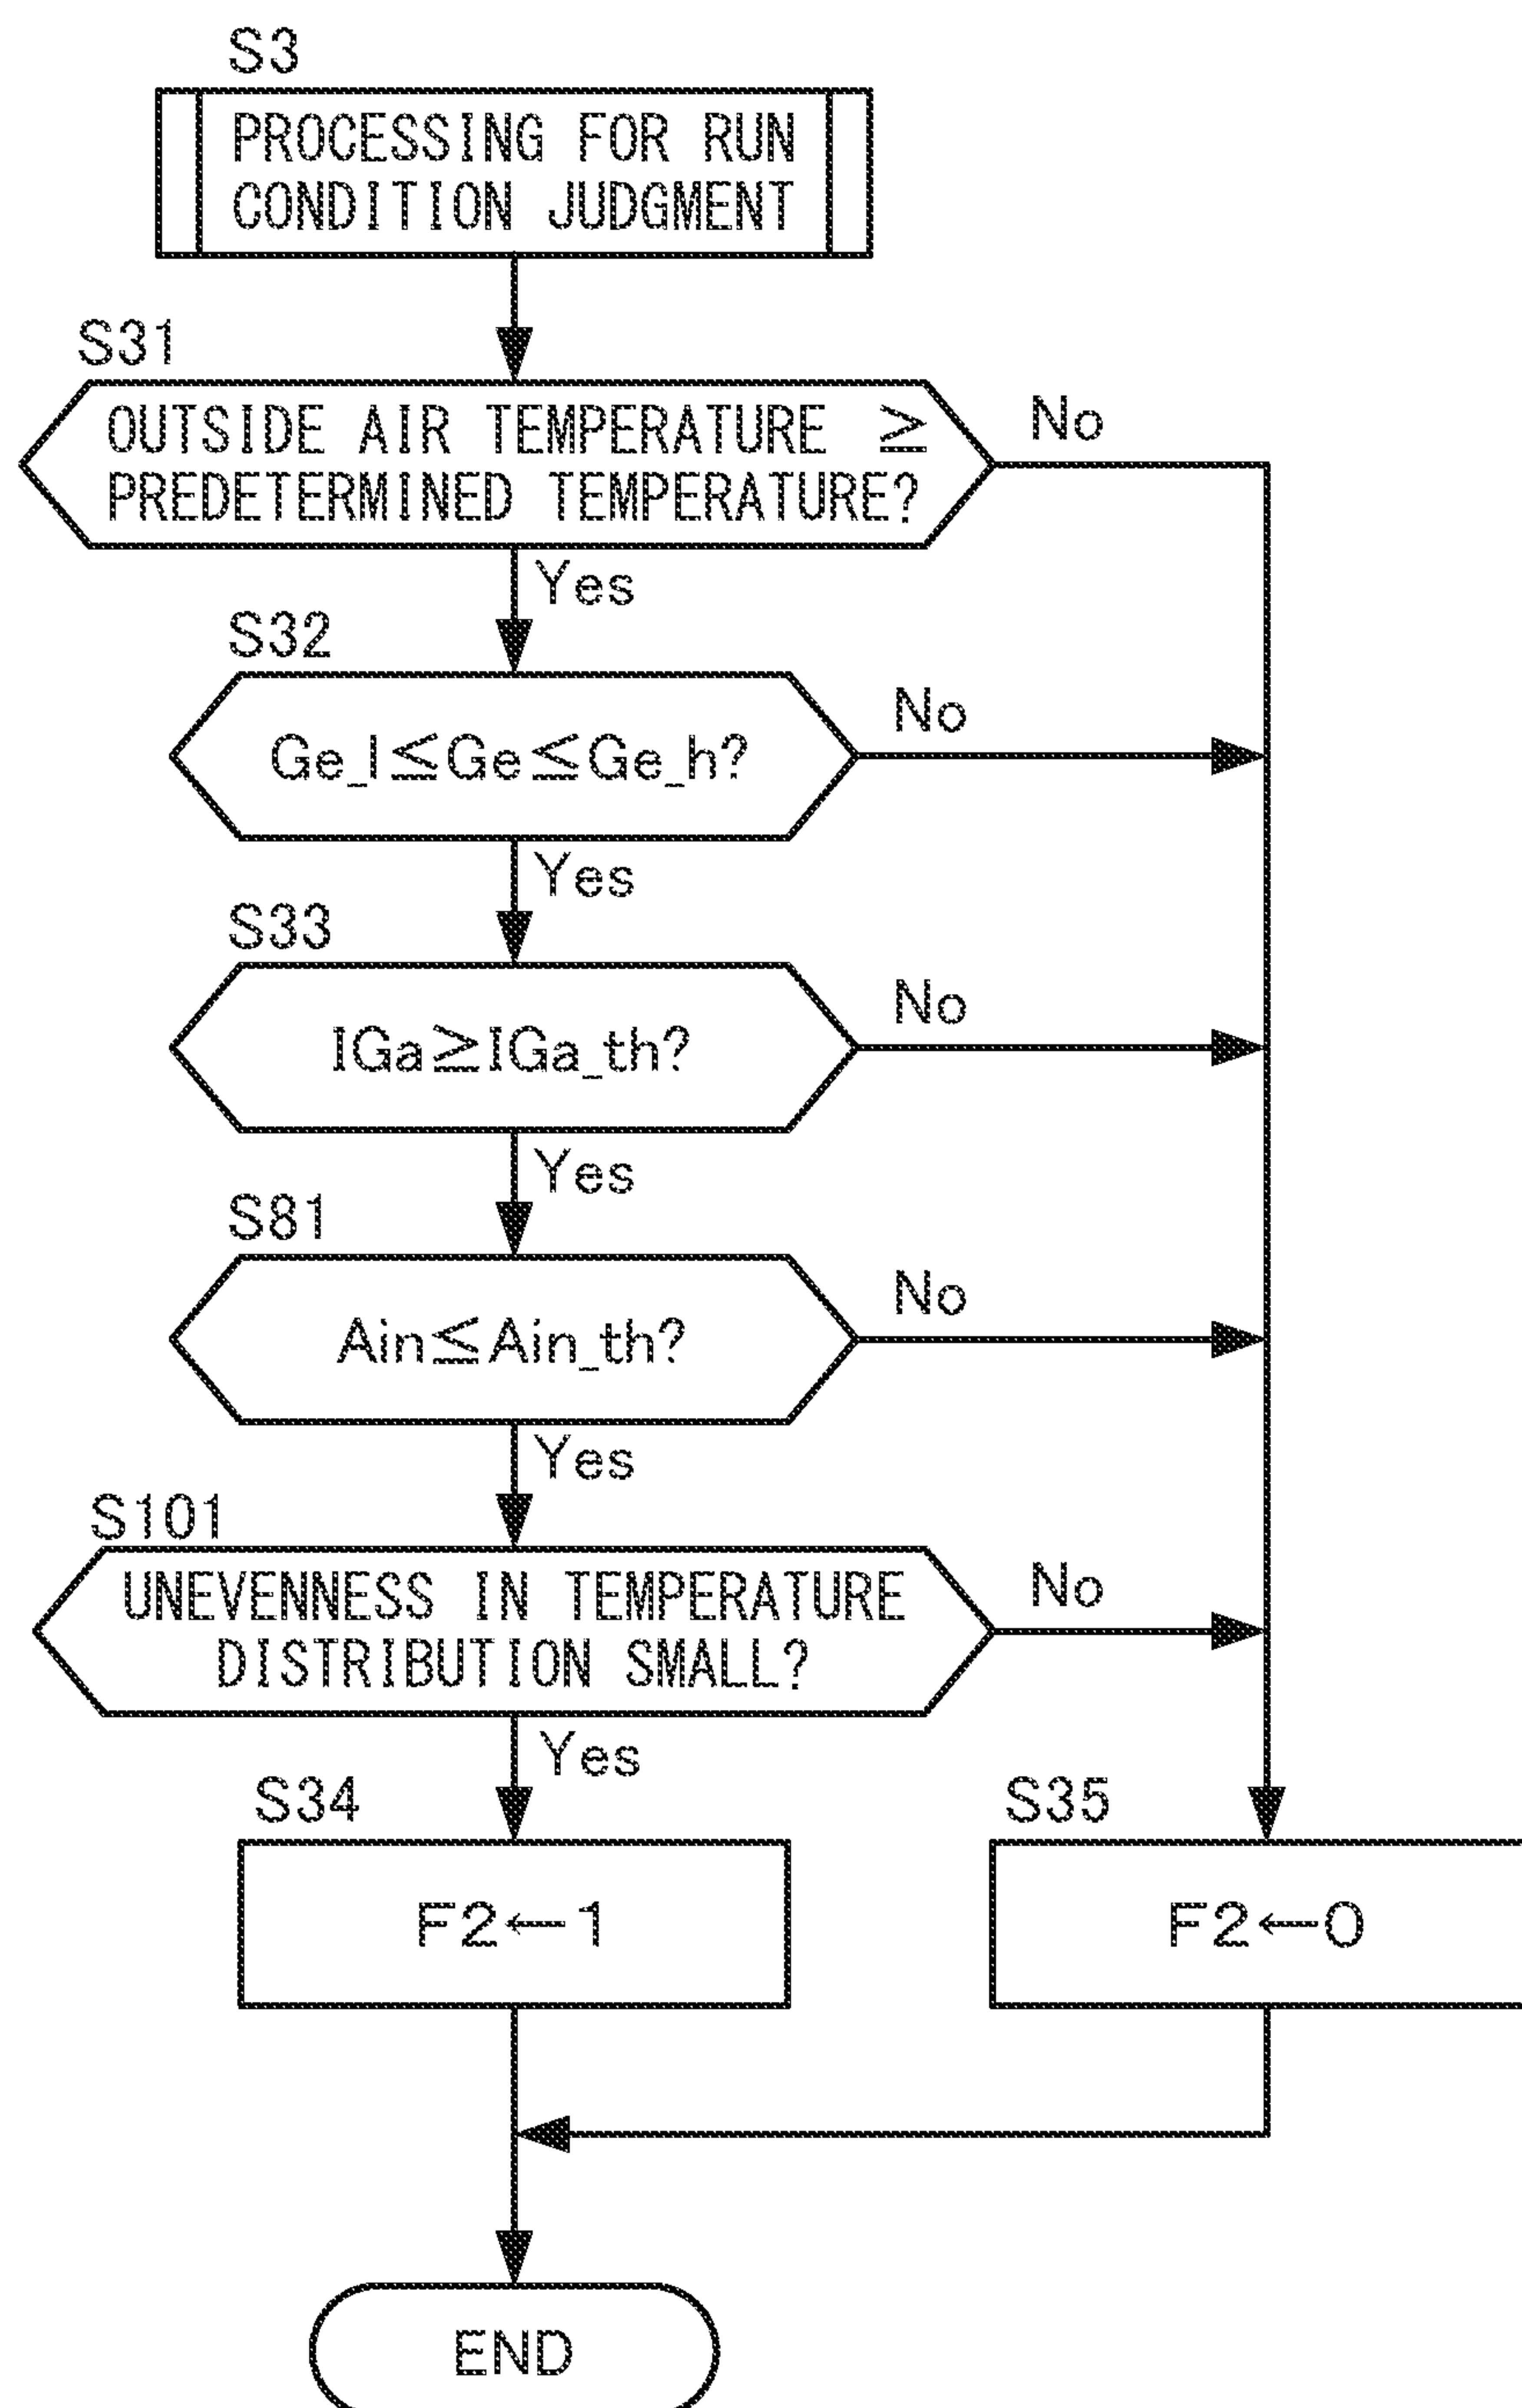 S3
PROCESSING FOR RUN
CONDITION JUDGMENT
S31
OUTSIDE AIR TEMPERATURE ≧
PREDETERMINED TEMPERATURE?
No
Yes
S32
Ge_l≦Ge≦Ge_h?
No
Yes
S33
IGa≧IGa_th?
No
Yes
S81
Ain≦Ain_th?
No
Yes
S101
UNEVENNESS IN TEMPERATURE
DISTRIBUTION SMALL?
No
Yes
S34
F2←1
S35
F2←0
END